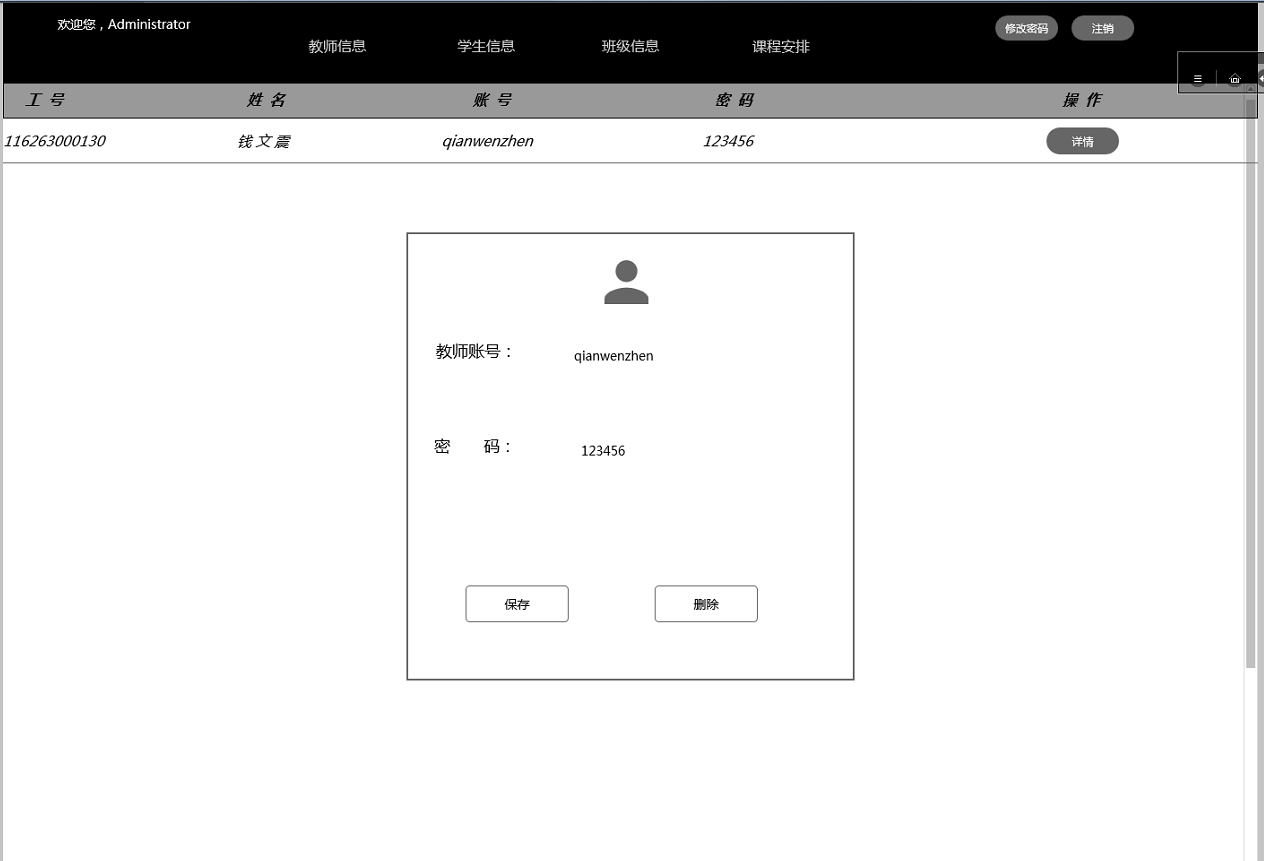 欢迎您，Administrator
修改密码 注销
教师信息 学生信息 班级信息 课程安排
工 号 姓 名 账 号 密 码 操 作
116263000130 钱文震 qianwenzhen 123456 详情
教师账号： qianwenzhen
密 码： 123456
保存 删除